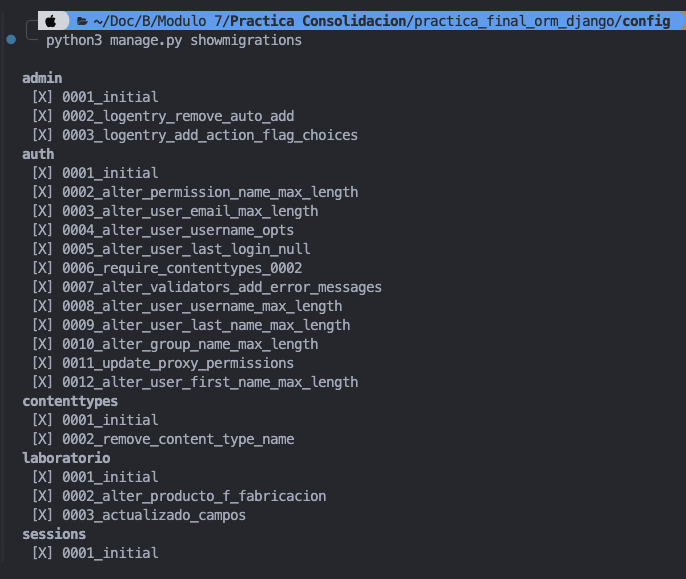 ~/Doc/B/Modulo 7/Practica Consolidacion/practica_final_orm_django/config
python3 manage.py showmigrations
admin
[X] 0001_initial
[X] 0002_logentry_remove_auto_add
[X] 0003_logentry_add_action_flag_choices
auth
[X] 0001_initial
[X] 0002_alter_permission_name_max_length
[X] 0003_alter_user_email_max_length
[X] 0004_alter_user_username_opts
[X] 0005_alter_user_last_login_null
[X] 0006_require_contenttypes_0002
[X] 0007_alter_validators_add_error_messages
[X] 0008_alter_user_username_max_length
[X] 0009_alter_user_last_name_max_length
[X] 0010_alter_group_name_max_length
[X] 0011_update_proxy_permissions
[X] 0012_alter_user_first_name_max_length
contenttypes
[X] 0001_initial
[X] 0002_remove_content_type_name
laboratorio
[X] 0001_initial
[X] 0002_alter_producto_f_fabricacion
[X] 0003_actualizado_campos
sessions
[X] 0001_initial